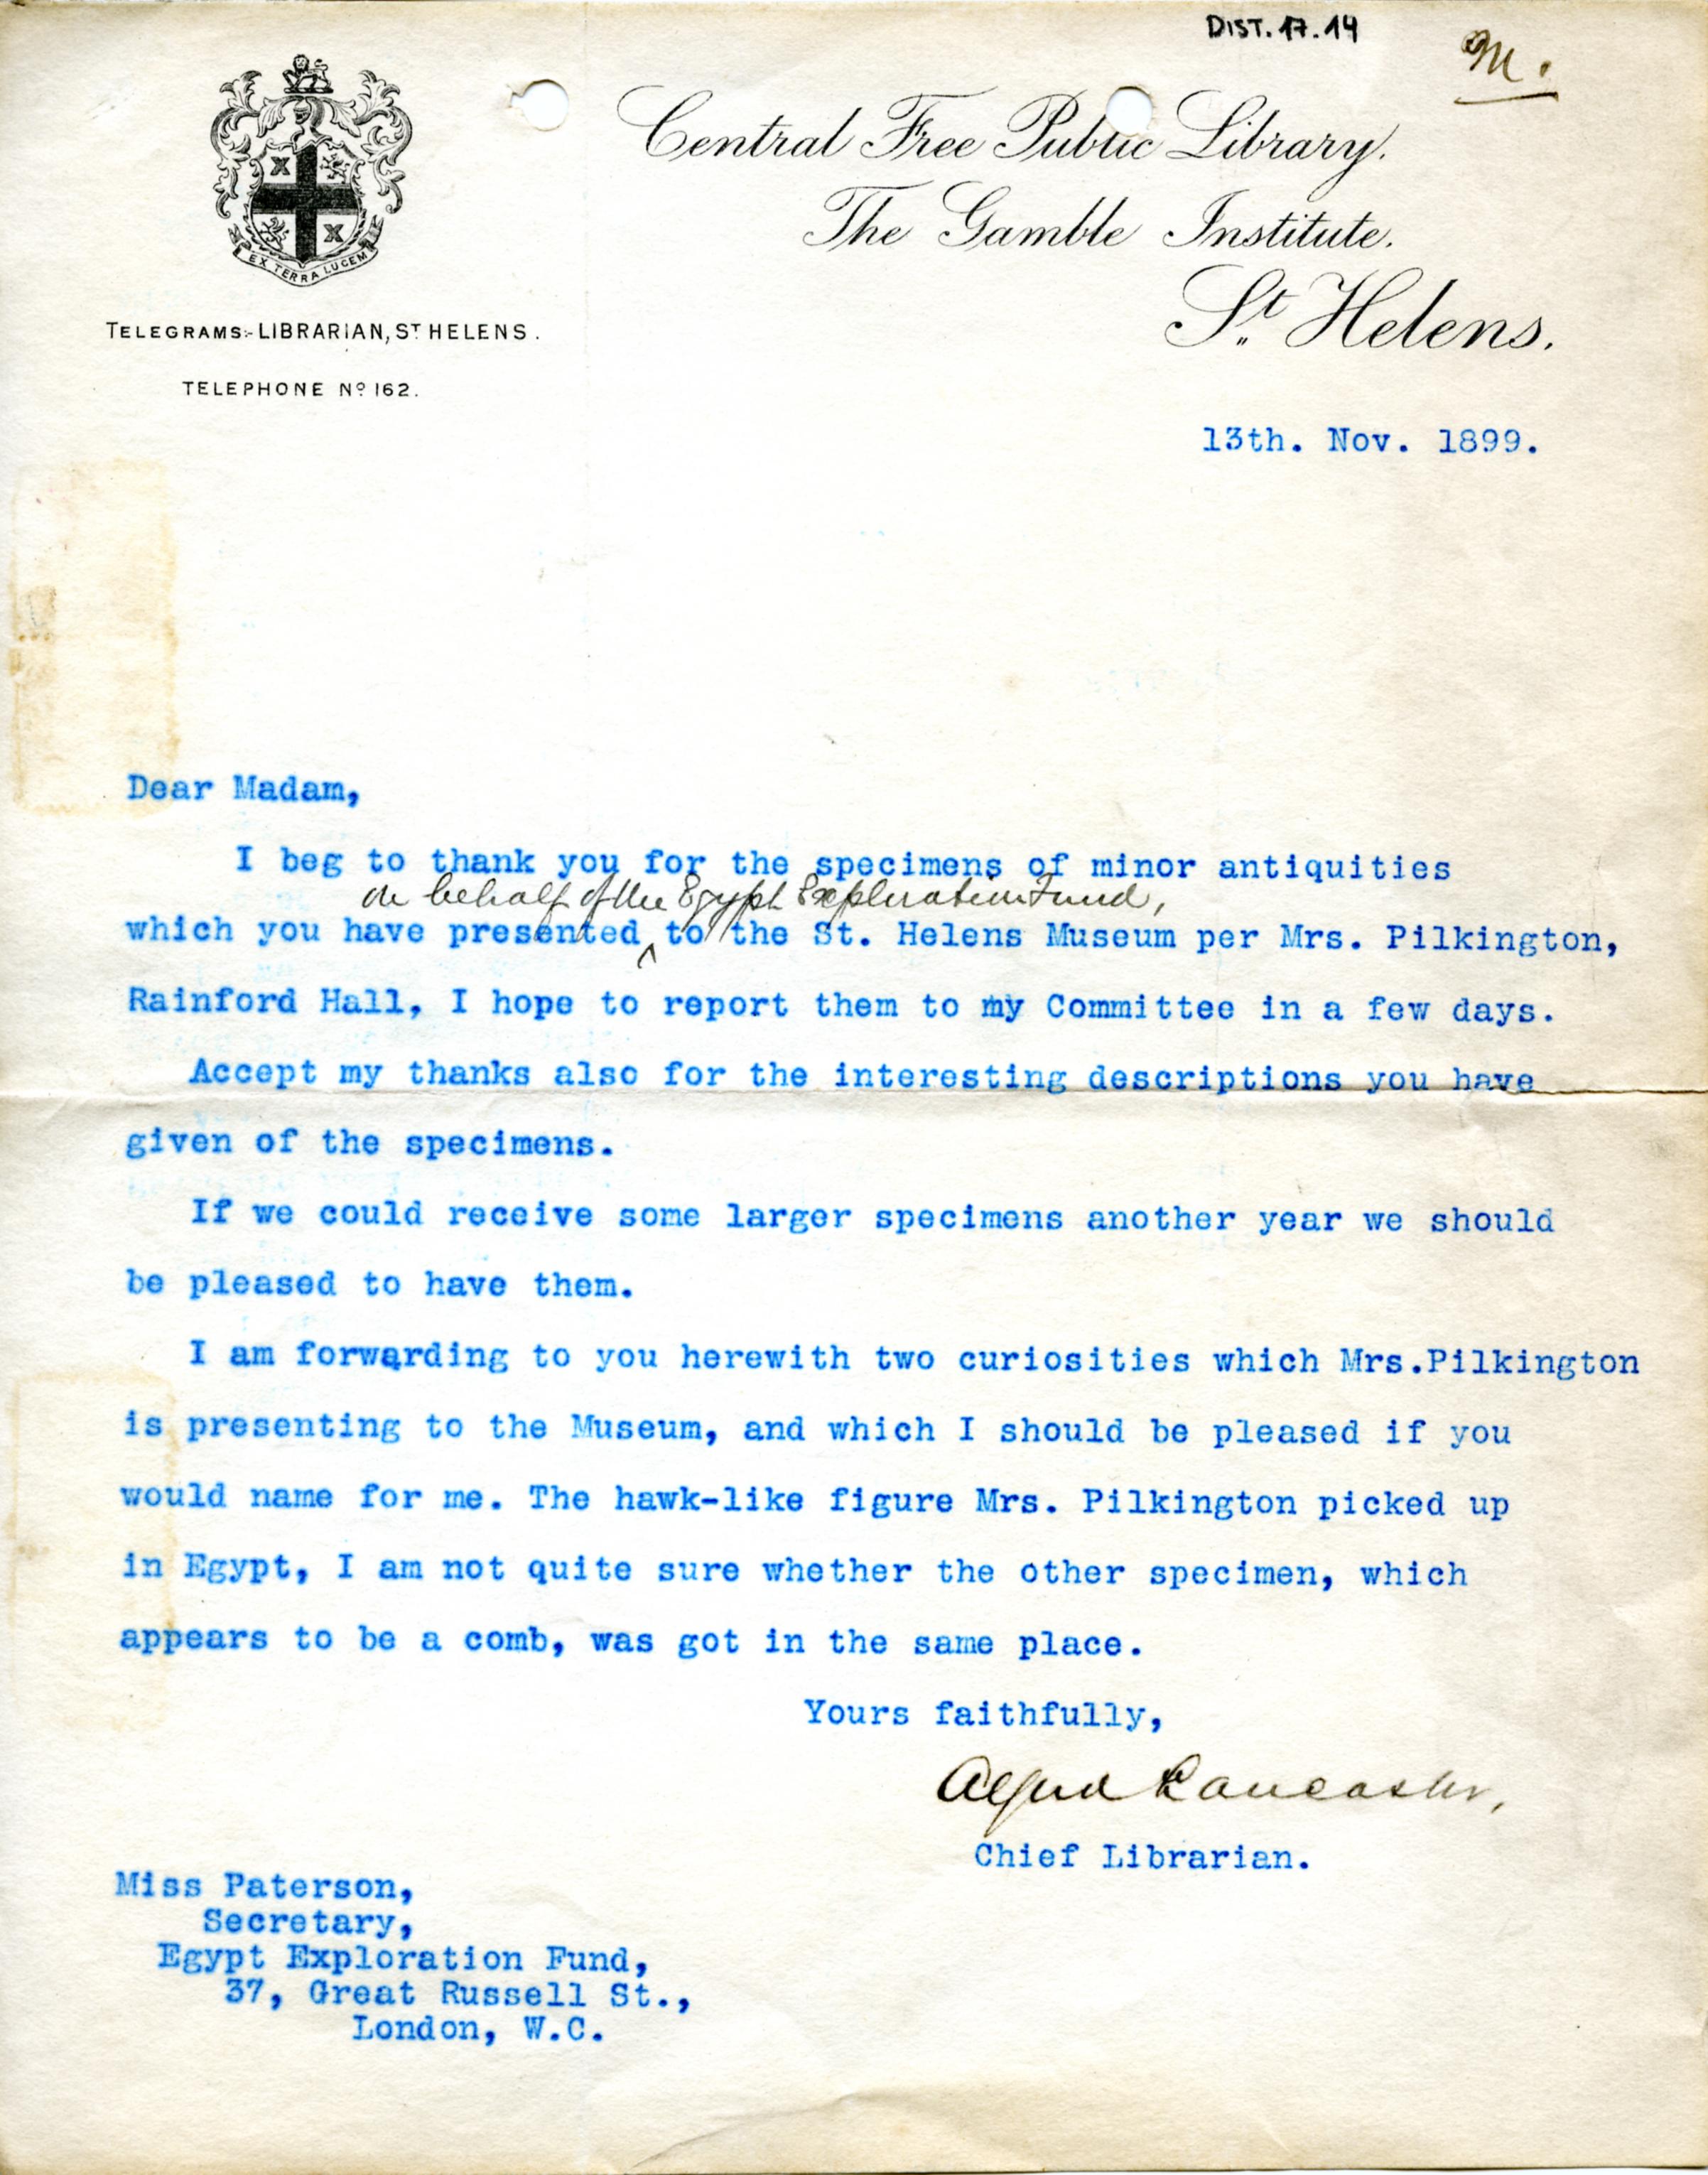 DIST. 17.14
M.
EX TERRA LUCEM
Central Free Public Library.
The Gamble Institute.
St. Helens.
TELEGRAMS:- LIBRARIAN, ST HELENS.
TELEPHONE Nº 162.
13th. Nov. 1899.
Dear Madam,
I beg to thank you for the specimens of minor antiquities
on behalf of the Egypt Exploration Fund,
which you have presented ^ to the St. Helens Museum per Mrs. Pilkington,
Rainford Hall, I hope to report them to my Committee in a few days.
Accept my thanks also for the interesting descriptions you have
given of the specimens.
If we could receive some larger specimens another year we should
be pleased to have them.
I am forwarding to you herewith two curiosities which Mrs.Pilkington
is presenting to the Museum, and which I should be pleased if you
would name for me. The hawk-like figure Mrs. Pilkington picked up
in Egypt, I am not quite sure whether the other specimen, which
appears to be a comb, was got in the same place.
Yours faithfully,
Alfred Lancaster,
Chief Librarian.
Miss Paterson,
Secretary,
Egypt Exploration Fund,
37, Great Russell St.,
London, W.C.